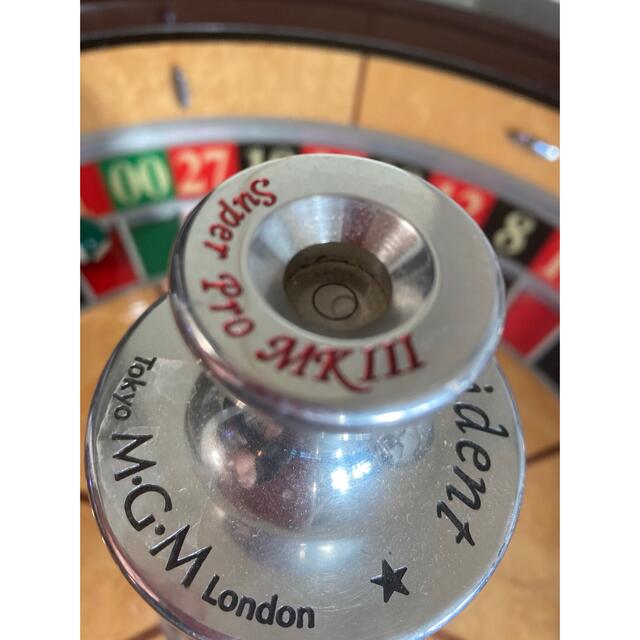 Super Pro
MKIII
Tokyo
M·G·M
London
ident
★
00
27
8